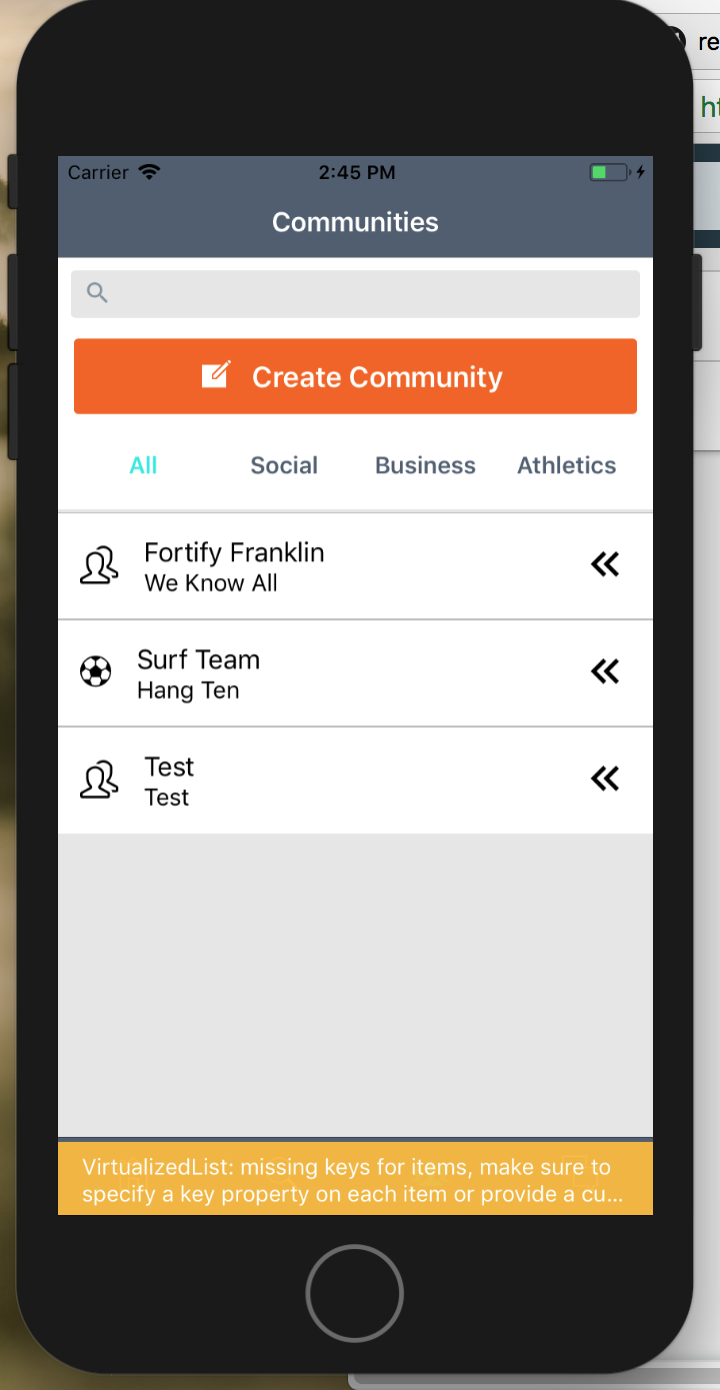 re
ht
Carrier 2:45 PM
Communities
Create Community
All Social Business Athletics
Fortify Franklin
We Know All
Surf Team
Hang Ten
Test
Test
VirtualizedList: missing keys for items, make sure to
specify a key property on each item or provide a cu...